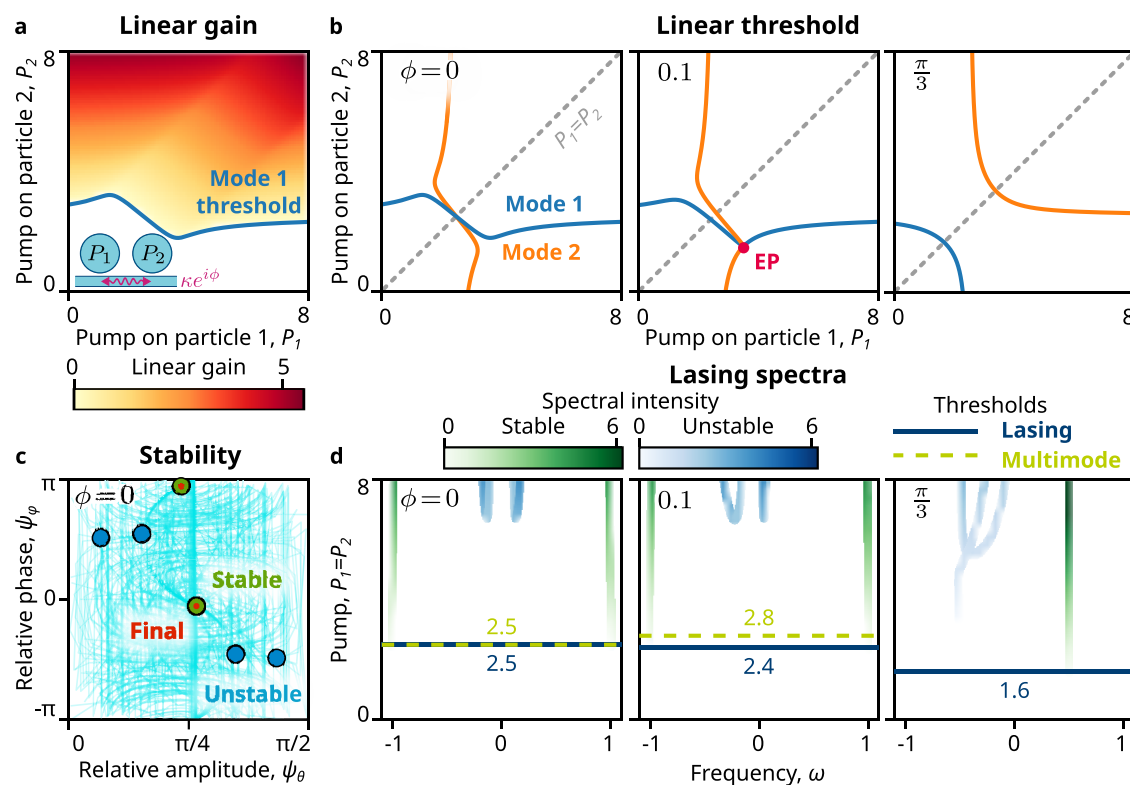 a
Linear gain
8
0
0
8
Pump on particle 2, P₂
Mode 1
threshold
P₁
P₂
κe^{iϕ}
Pump on particle 1, P₁
0
Linear gain
5
b
Linear threshold
8
0
Pump on particle 2, P₂
ϕ=0
P₁=P₂
Mode 1
Mode 2
0
8
0.1
EP
0
8
Pump on particle 1, P₁
π/3
0
8
c
Stability
π
0
-π
Relative phase, ψ_φ
ϕ=0
Stable
Final
Unstable
0
π/4
π/2
Relative amplitude, ψ_θ
d
Lasing spectra
Spectral intensity
0
Stable
6
0
Unstable
6
Thresholds
Lasing
Multimode
8
0
Pump, P₁=P₂
ϕ=0
2.5
2.5
-1
0
1
0.1
2.8
2.4
-1
0
1
π/3
1.6
-1
0
1
Frequency, ω